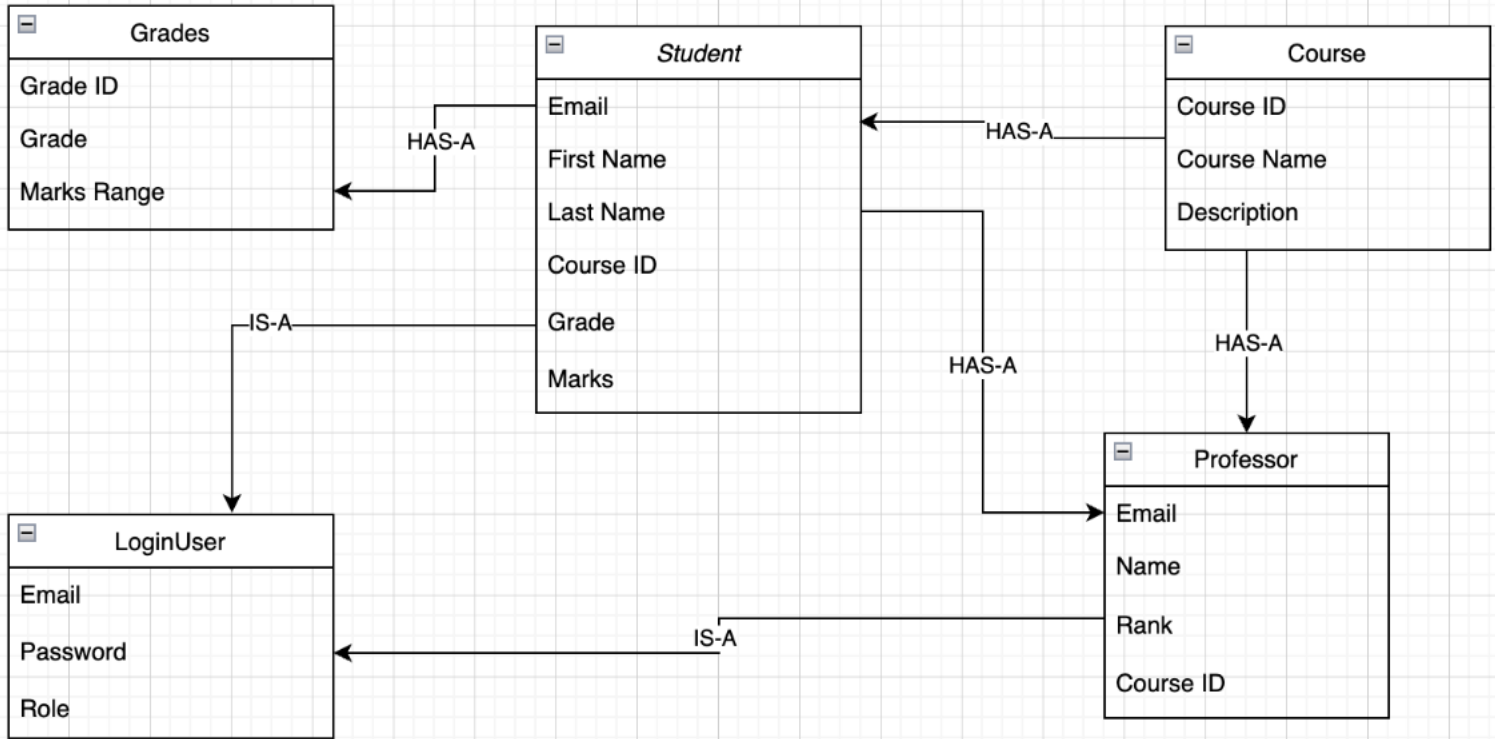 Grades
Grade ID
Grade
Marks Range
HAS-A
Student
Email
First Name
Last Name
Course ID
Grade
Marks
HAS-A
Course
Course ID
Course Name
Description
IS-A
HAS-A
HAS-A
LoginUser
Email
Password
Role
IS-A
Professor
Email
Name
Rank
Course ID